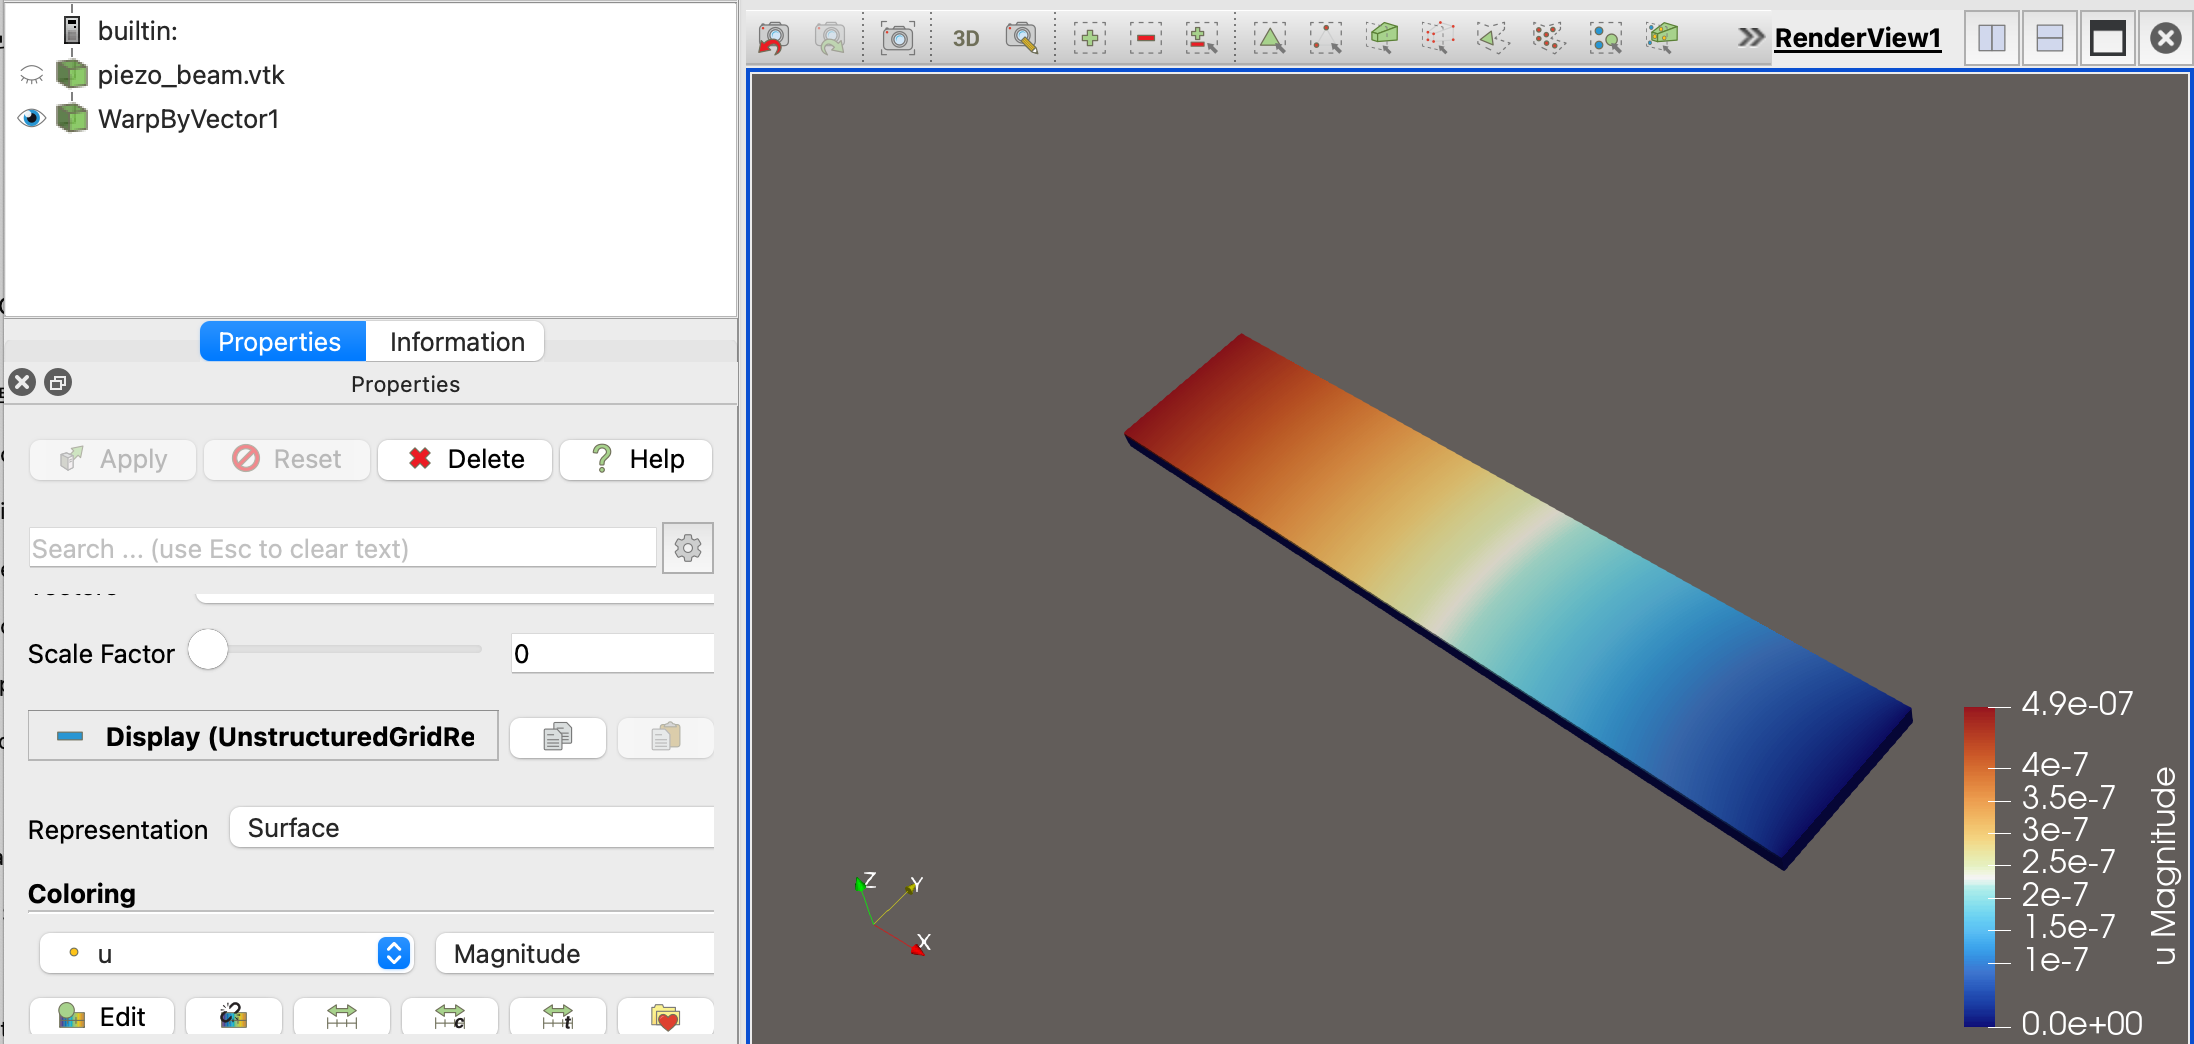 builtin:
piezo_beam.vtk
WarpByVector1
Properties
Information
Properties
Apply
Reset
Delete
Help
Search ... (use Esc to clear text)
Scale Factor
0
Display (UnstructuredGridRe
Representation
Surface
Coloring
u
Magnitude
Edit
c
t
3D
RenderView1
Z
Y
X
4.9e-07
4e-7
3.5e-7
3e-7
2.5e-7
2e-7
1.5e-7
1e-7
0.0e+00
u Magnitude